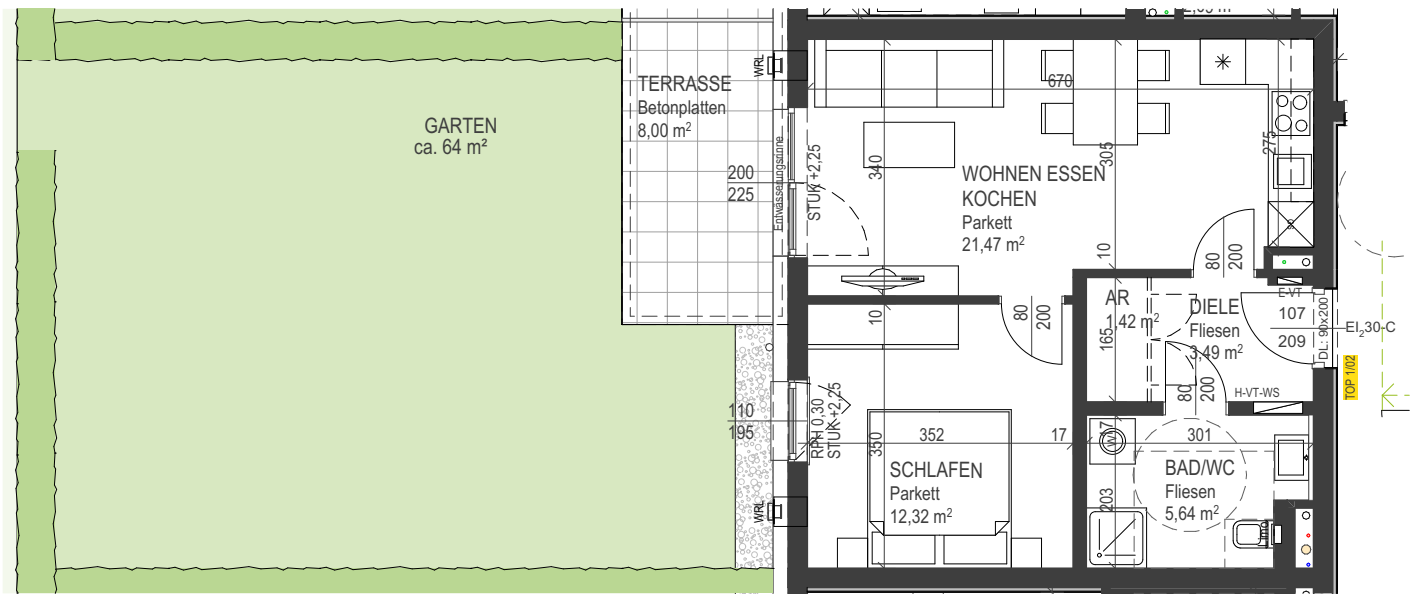 GARTEN
ca. 64 m²
TERRASSE
Betonplatten
8,00 m²
WRL
Entwässerungsrinne
200
225
STUK +2,25
670
340
305
275
WOHNEN ESSEN
KOCHEN
Parkett
21,47 m²
90
10
80
200
E-VT
AR
1,42 m²
165
DIELE
Fliesen
3,49 m²
107
209
DL: 90x200
EI₂30-C
TOP 1/02
10
80
200
80
200
H-VT-WS
110
195
RPH 0,30
STUK +2,25
352
350
17
SCHLAFEN
Parkett
12,32 m²
WRL
301
203
BAD/WC
Fliesen
5,64 m²